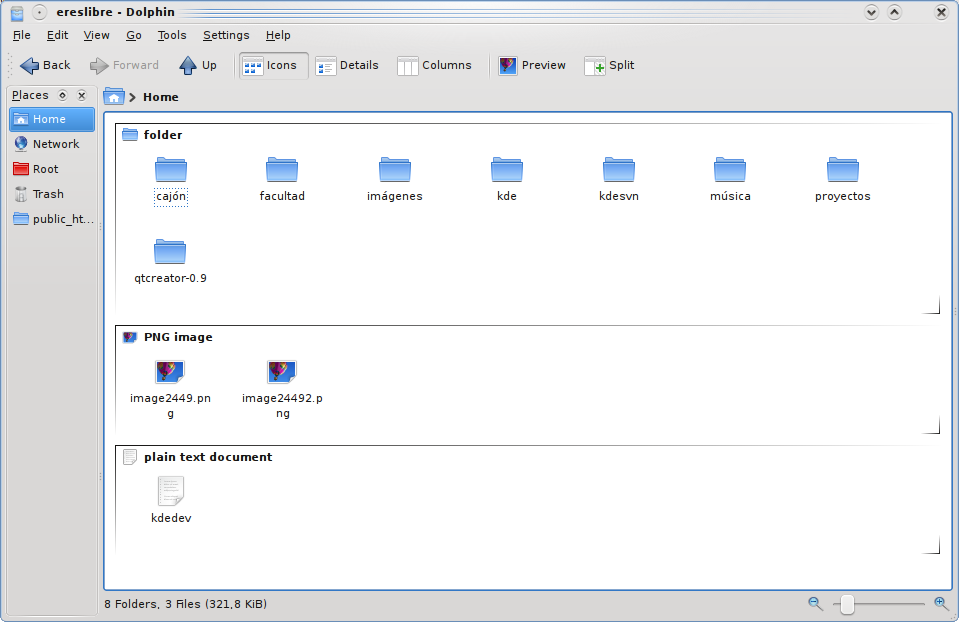 ereslibre - Dolphin
File Edit View Go Tools Settings Help
Back Forward Up Icons Details Columns Preview Split
Places
Home
Network
Root
Trash
public_ht...
Home
folder
cajón facultad imágenes kde kdesvn música proyectos
qtcreator-0.9
PNG image
image2449.pn
g
image24492.p
ng
plain text document
kdedev
8 Folders, 3 Files (321,8 KiB)